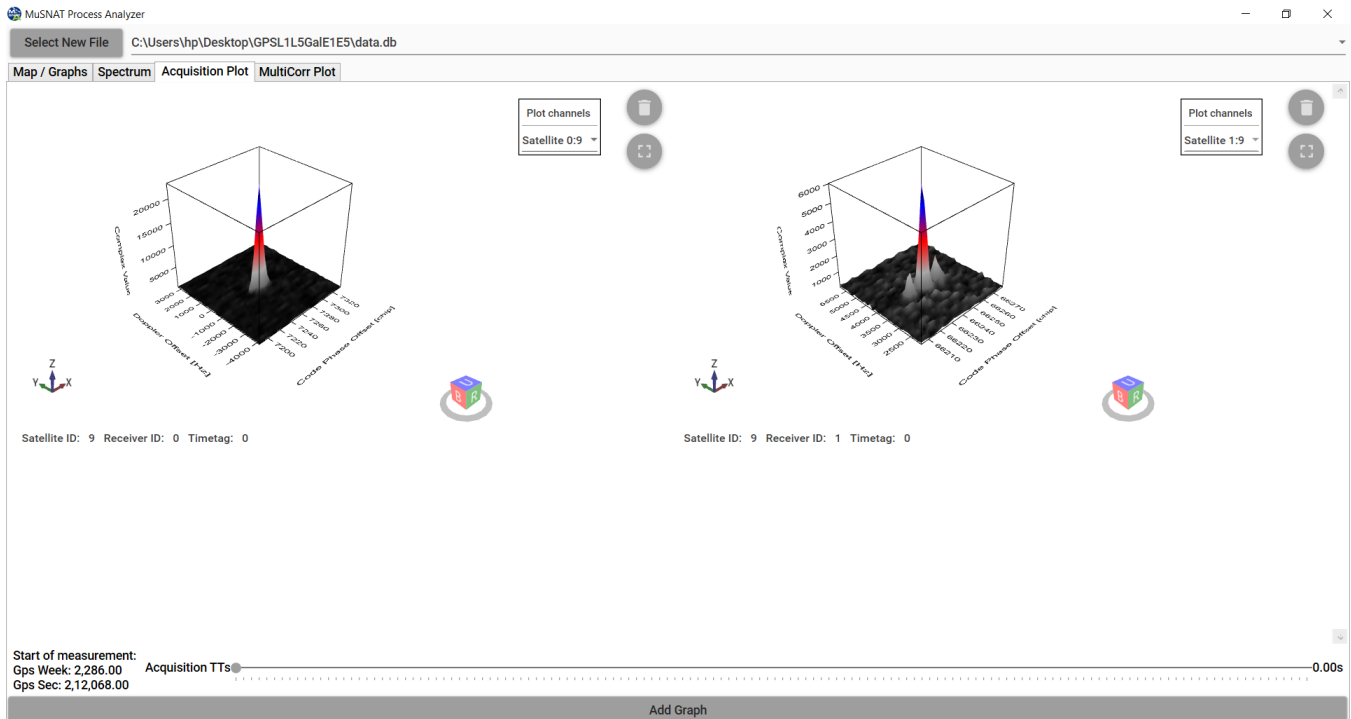 MuSNAT Process Analyzer
Select New File
C:\Users\hp\Desktop\GPSL1L5GalE1E5\data.db
Map / Graphs
Spectrum
Acquisition Plot
MultiCorr Plot
Plot channels
Satellite 0:9
20000
15000
10000
5000
Complex Value
3000
2000
1000
0
-1000
-2000
-3000
-4000
Doppler Offset [Hz]
7320
7300
7280
7260
7240
7220
7200
Code Phase Offset [chip]
Z
Y
X
U
B
R
Satellite ID: 9 Receiver ID: 0 Timetag: 0
Plot channels
Satellite 1:9
6000
5000
4000
3000
2000
1000
Complex Value
5500
5000
4500
4000
3500
3000
2500
Doppler Offset [Hz]
66270
66260
66250
66240
66230
66220
66210
Code Phase Offset [chip]
Z
Y
X
U
B
R
Satellite ID: 9 Receiver ID: 1 Timetag: 0
Start of measurement:
Gps Week: 2,286.00
Gps Sec: 2,12,068.00
Acquisition TTs
0.00s
Add Graph